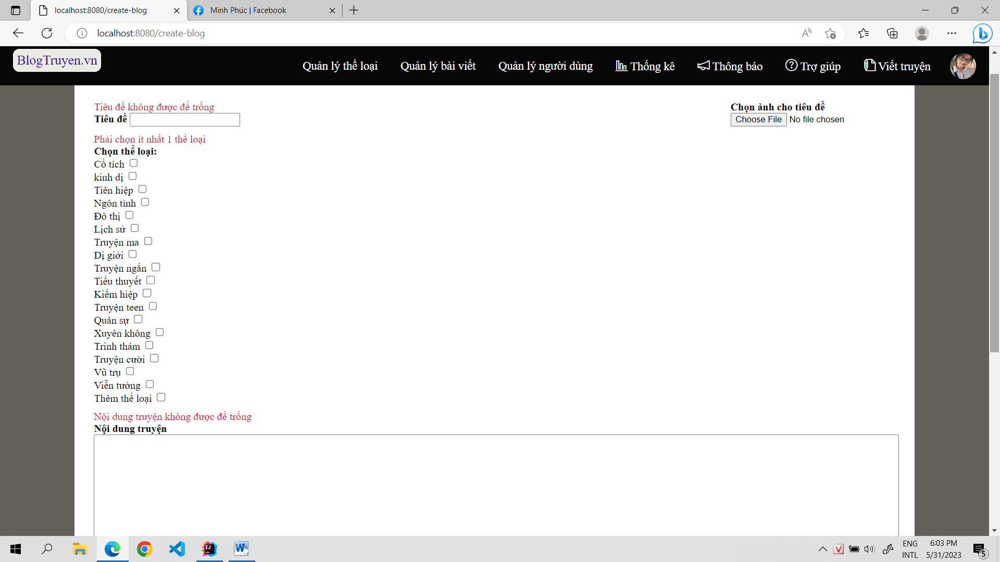 localhost:8080/create-blog
Minh Phúc | Facebook
localhost:8080/create-blog
BlogTruyen.vn
Quản lý thể loại
Quản lý bài viết
Quản lý người dùng
Thống kê
Thông báo
Trợ giúp
Viết truyện
Tiêu đề không được để trống
Tiêu đề
Chọn ảnh cho tiêu đề
Choose File No file chosen
Phải chọn ít nhất 1 thể loại
Chọn thể loại:
Cổ tích
kinh dị
Tiên hiệp
Ngôn tình
Đô thị
Lịch sử
Truyện ma
Dị giới
Truyện ngắn
Tiểu thuyết
Kiếm hiệp
Truyện teen
Quân sự
Xuyên không
Trinh thám
Truyện cười
Vũ trụ
Viễn tưởng
Thêm thể loại
Nội dung truyện không được để trống
Nội dung truyện
ENG
INTL
6:03 PM
5/31/2023
5